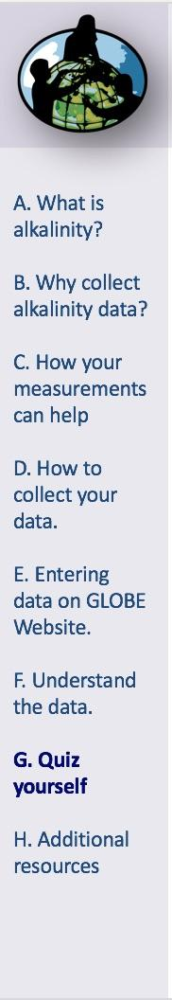 A. What is
alkalinity?
B. Why collect
alkalinity data?
C. How your
measurements
can help
D. How to
collect your
data.
E. Entering
data on GLOBE
Website.
F. Understand
the data.
G. Quiz
yourself
H. Additional
resources